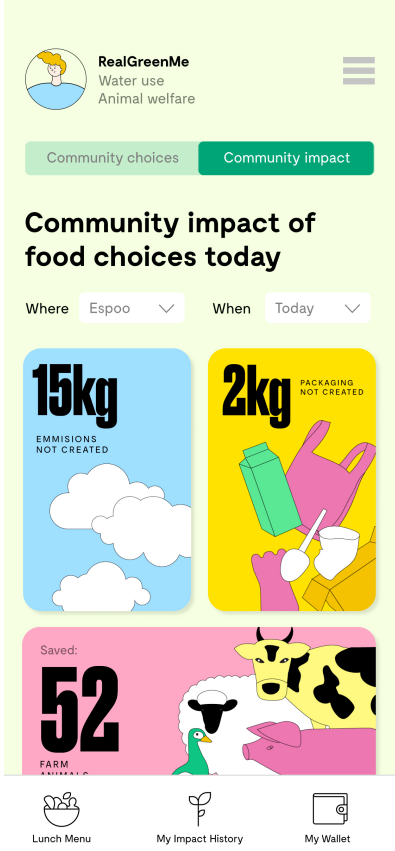 RealGreenMe
Water use
Animal welfare
Community choices
Community impact
Community impact of
food choices today
Where
Espoo
When
Today
15kg
EMMISIONS
NOT CREATED
2kg
PACKAGING
NOT CREATED
Saved:
52
FARM
ANIMALS
Lunch Menu
My Impact History
My Wallet